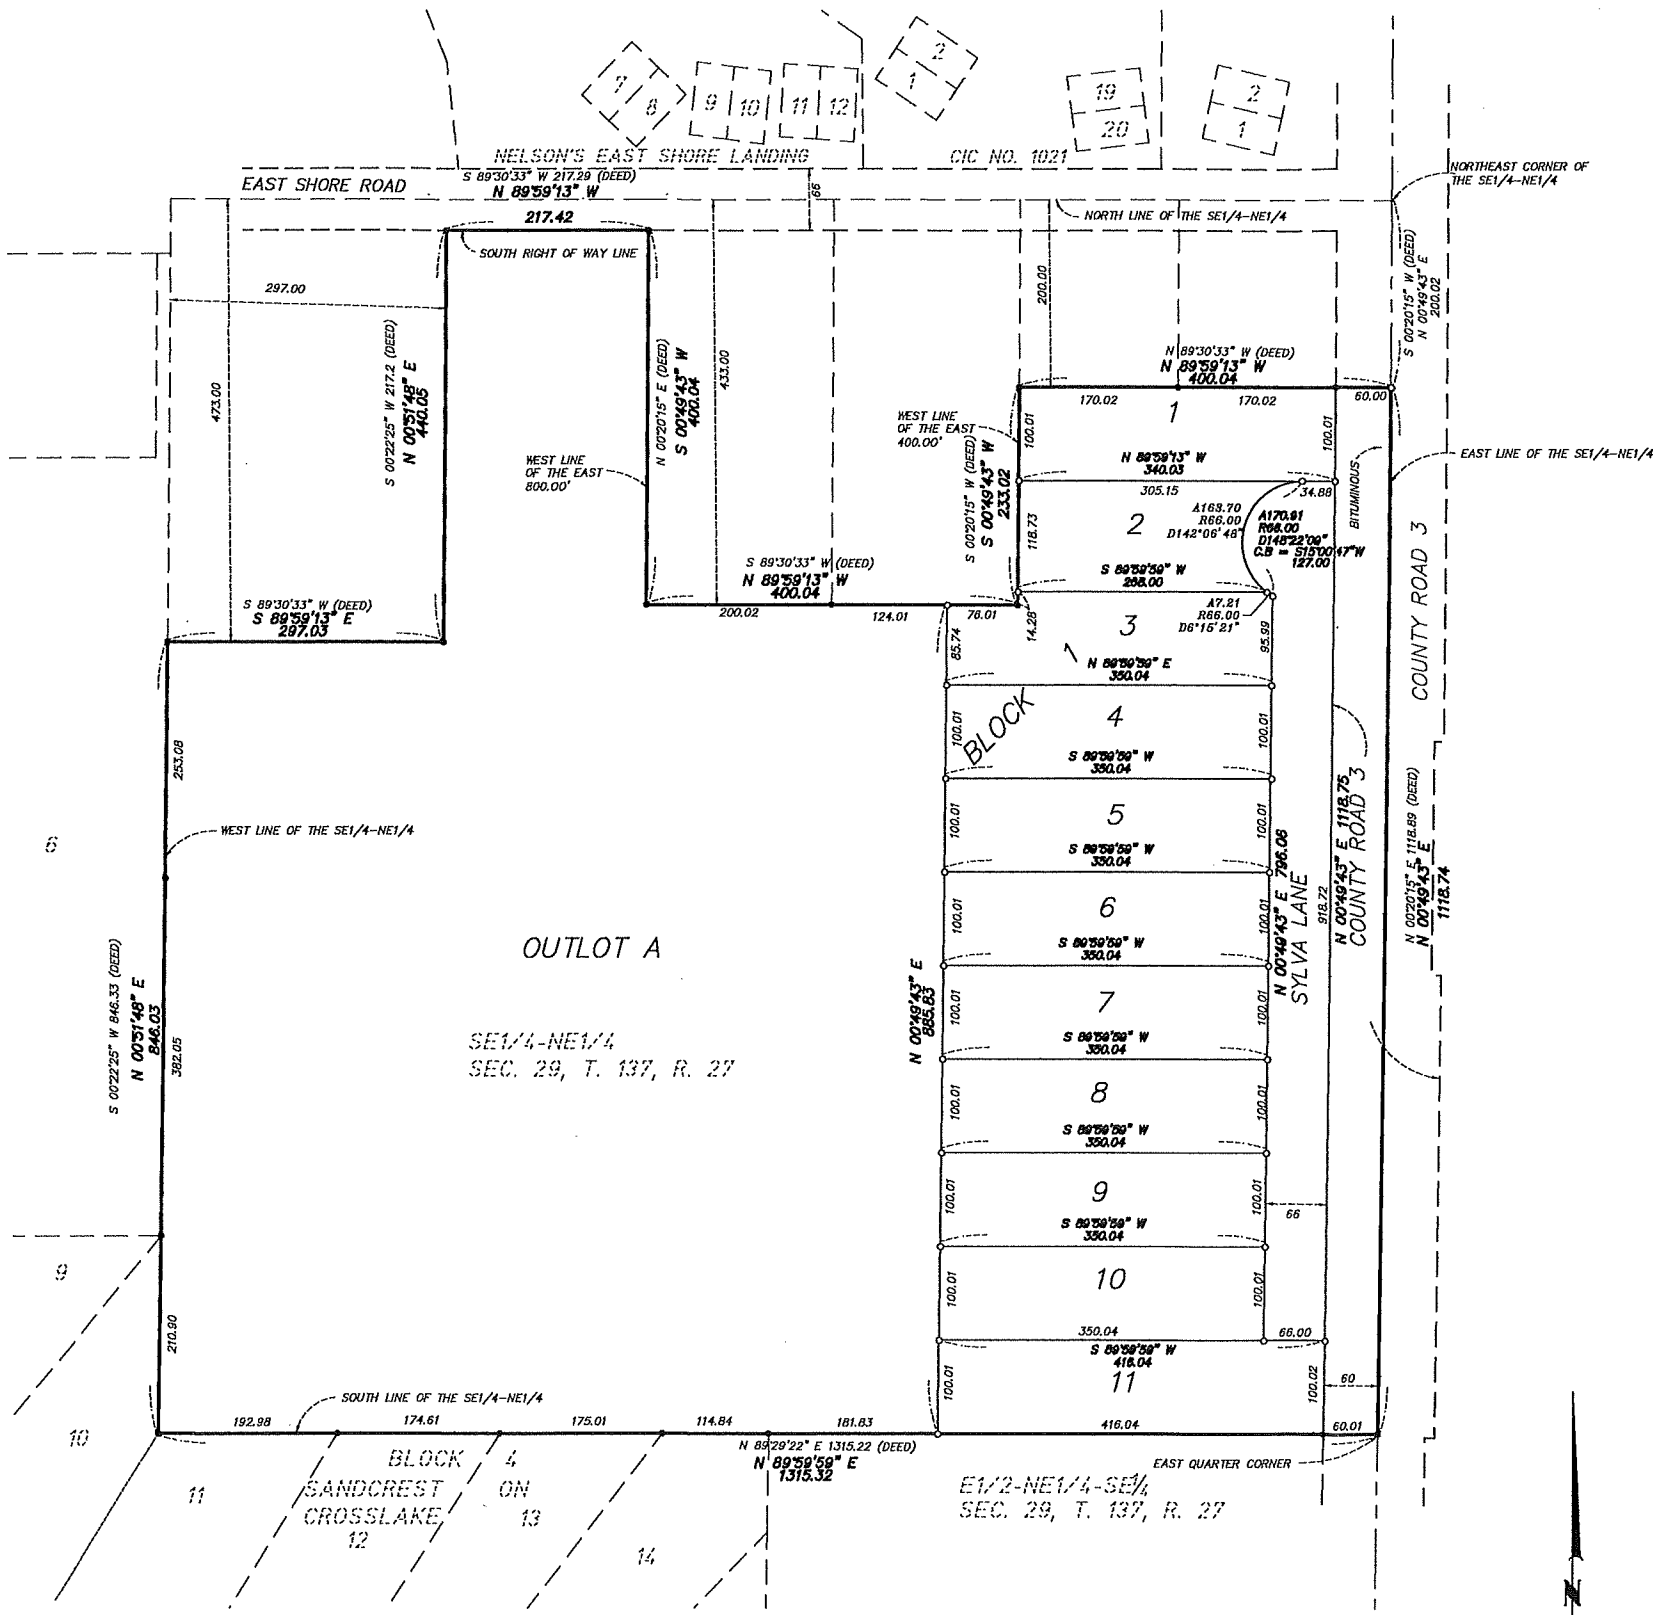 2
1
7
8
9
10
11
12
19
20
2
1
NELSON'S EAST SHORE LANDING
CIC NO. 1021
EAST SHORE ROAD
S 89°30'33" W 217.29 (DEED)
N 89°59'13" W
217.42
66
NORTHEAST CORNER OF
THE SE1/4-NE1/4
NORTH LINE OF THE SE1/4-NE1/4
SOUTH RIGHT OF WAY LINE
297.00
473.00
S 00°22'25" W 217.2 (DEED)
N 00°51'48" E
440.05
N 00°20'15" E (DEED)
S 00°49'43" W
400.04
433.00
200.00
S 00°20'15" W (DEED)
N 00°49'43" E
200.02
N 89°30'33" W (DEED)
N 89°59'13" W
400.04
170.02
170.02
60.00
1
WEST LINE
OF THE EAST
400.00'
100.01
100.01
WEST LINE
OF THE EAST
800.00'
N 89°59'13" W
340.03
305.15
34.88
EAST LINE OF THE SE1/4-NE1/4
BITUMINOUS
S 00°20'15" W (DEED)
S 00°49'43" W
233.02
118.73
2
A163.70
R66.00
D142°06'48"
A170.91
R66.00
D148°22'09"
C.B = S15°00'47"W
127.00
S 89°59'59" W
266.00
S 89°30'33" W (DEED)
N 89°59'13" W
400.04
200.02
124.01
76.01
14.28
A7.21
R66.00
D6°15'21"
S 89°30'33" W (DEED)
S 89°59'13" E
297.03
85.74
3
95.99
COUNTY ROAD 3
BLOCK 1
N 89°59'59" E
350.04
100.01
4
100.01
S 89°59'59" W
350.04
253.08
WEST LINE OF THE SE1/4-NE1/4
6
100.01
5
100.01
S 89°59'59" W
350.04
N 00°49'43" E 796.06
SYLVA LANE
918.72
N 00°49'43" E 1118.75
COUNTY ROAD 3
N 00°20'15" E 1118.89 (DEED)
N 00°49'43" E
1118.74
OUTLOT A
100.01
6
100.01
S 89°59'59" W
350.04
S 00°22'25" W 846.33 (DEED)
N 00°51'48" E
846.03
382.05
SE1/4-NE1/4
SEC. 29, T. 137, R. 27
N 00°49'43" E
885.83
100.01
7
100.01
S 89°59'59" W
350.04
100.01
8
100.01
S 89°59'59" W
350.04
100.01
9
100.01
66
S 89°59'59" W
350.04
9
100.01
10
100.01
210.90
350.04
66.00
S 89°59'59" W
416.04
100.01
11
100.02
60
SOUTH LINE OF THE SE1/4-NE1/4
192.98
174.61
175.01
114.84
181.83
416.04
60.01
N 89°29'22" E 1315.22 (DEED)
N 89°59'59" E
1315.32
EAST QUARTER CORNER
10
11
BLOCK 4
SANDCREST ON
CROSSLAKE
12
13
14
E1/2-NE1/4-SE1/4
SEC. 29, T. 137, R. 27
N